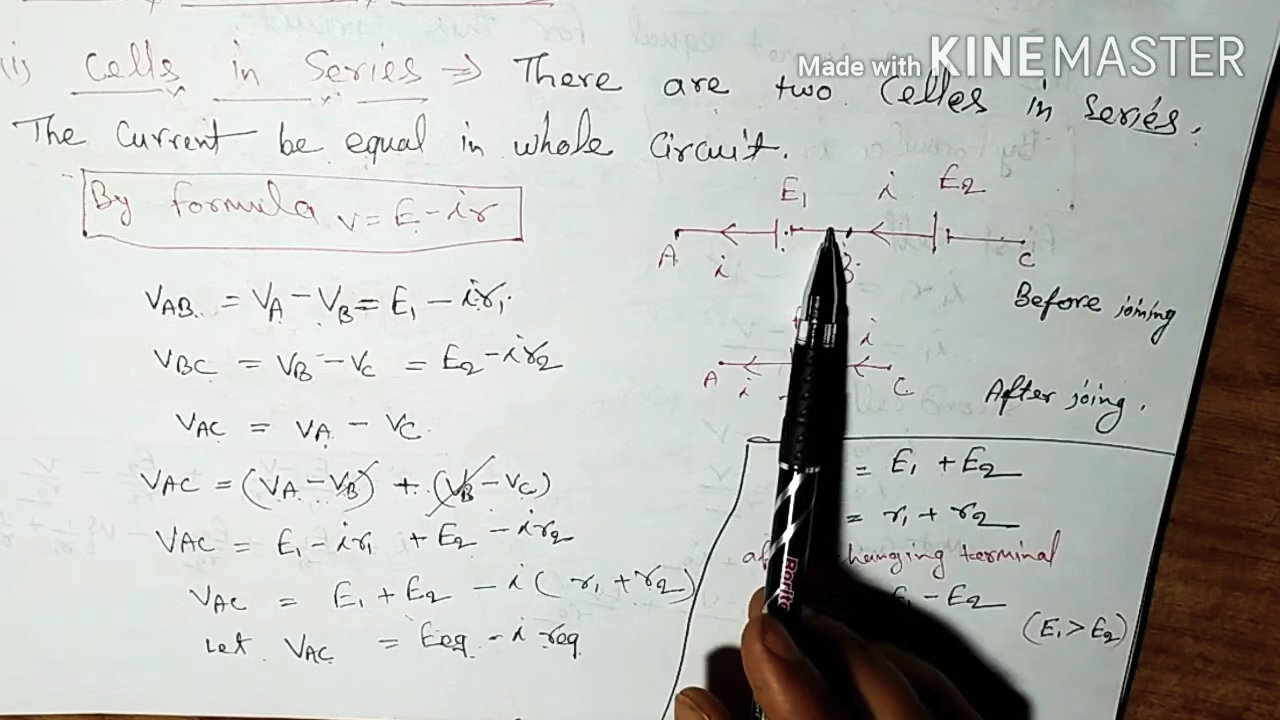 Made with KINEMASTER
(ii) Cells in Series ⇒ There are two Celles in Series.
The Current be equal in whole Circuit.
By formula V = E - ir
E1 i E2
A i B C
Before joining
VAB = VA - VB = E1 - ir1
VBC = VB - VC = E2 - ir2
i
A i C
After joing.
VAC = VA - VC
VAC = (VA - VB) + (VB - VC)
VAC = E1 - ir1 + E2 - ir2
VAC = E1 + E2 - i (r1 + r2)
Let VAC = Eeq - i req
= E1 + E2
= r1 + r2
changing terminal
E1 - E2
(E1 > E2)
Rorito